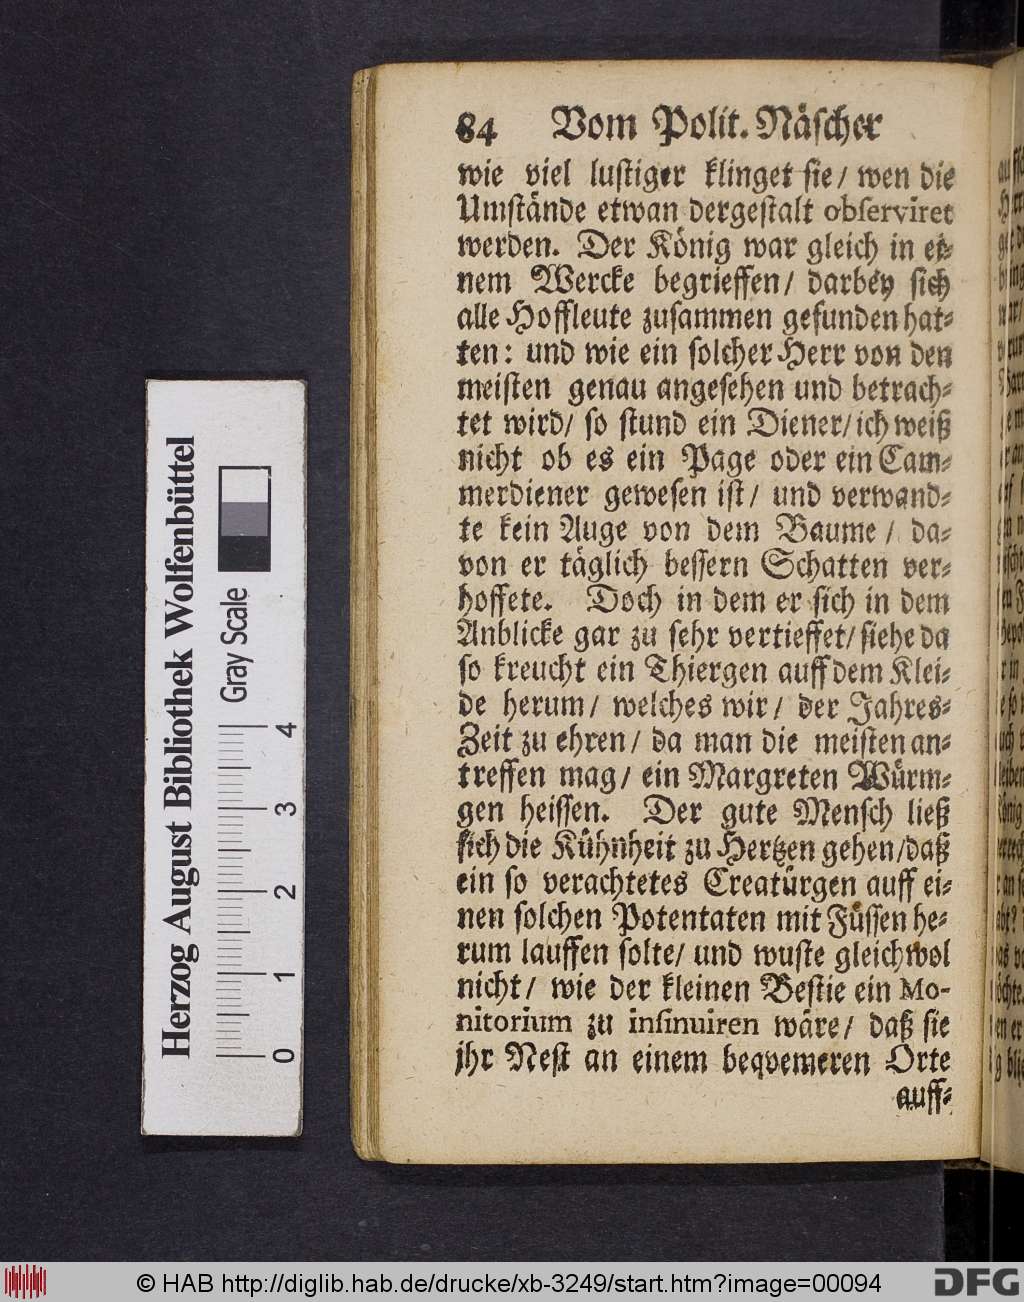 84 Vom Polit. Näscher
wie viel lustiger klinget sie / wen die
Umstände etwan dergestalt observiret
werden. Der König war gleich in ei-
nem Wercke begrieffen / darbey sich
alle Hoffleute zusammen gefunden hat-
ten: und wie ein solcher Herr von den
meisten genau angesehen und betrach-
tet wird / so stund ein Diener / ich weiß
nicht ob es ein Page oder ein Cam-
merdiener gewesen ist / und verwand-
te kein Auge von dem Baume / da-
von er täglich bessern Schatten ver-
hoffete. Doch in dem er sich in dem
Anblicke gar zu sehr vertieffet / siehe da
so kreucht ein Thiergen auff dem Klei-
de herum / welches wir / der Jahres-
Zeit zu ehren / da man die meisten an-
treffen mag / ein Margreten Würm-
gen heissen. Der gute Mensch ließ
sich die Kühnheit zu Hertzen gehen / daß
ein so verachtetes Creatürgen auff ei-
nen solchen Potentaten mit Füssen he-
rum lauffen solte / und wuste gleichwol
nicht / wie der kleinen Bestie ein Mo-
nitorium zu insinuiren wäre / daß sie
jhr Nest an einem beqvemeren Orte
auff-
Herzog August Bibliothek Wolfenbüttel
Gray Scale
0 1 2 3 4
© HAB http://diglib.hab.de/drucke/xb-3249/start.htm?image=00094
DFG